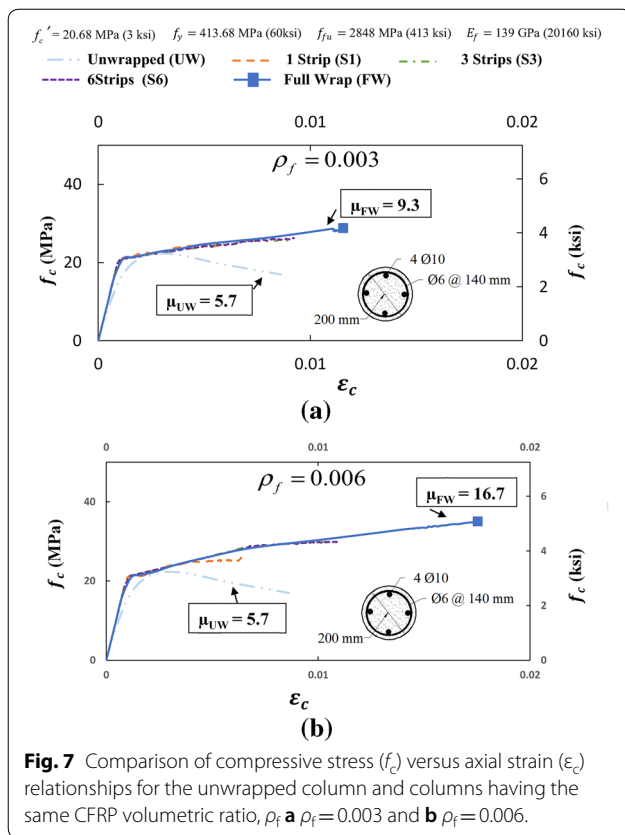 f_c′ = 20.68 MPa (3 ksi) f_y = 413.68 MPa (60ksi) f_fu = 2848 MPa (413 ksi) E_f = 139 GPa (20160 ksi)
Unwrapped (UW) 1 Strip (S1) 3 Strips (S3)
6Strips (S6) Full Wrap (FW)
0 0.01 0.02
ρ_f = 0.003
f_c (MPa)
40
20
0
μ_FW = 9.3
μ_UW = 5.7
4 Ø10
Ø6 @ 140 mm
200 mm
6
4
2
0
f_c (ksi)
0 0.01 0.02
ε_c
(a)
0 0.01 0.02
ρ_f = 0.006
f_c (MPa)
40
20
0
μ_FW = 16.7
μ_UW = 5.7
4 Ø10
Ø6 @ 140 mm
200 mm
6
4
2
0
f_c (ksi)
0 0.01 0.02
ε_c
(b)
Fig. 7 Comparison of compressive stress (f_c) versus axial strain (ε_c)
relationships for the unwrapped column and columns having the
same CFRP volumetric ratio, ρ_f a ρ_f = 0.003 and b ρ_f = 0.006.